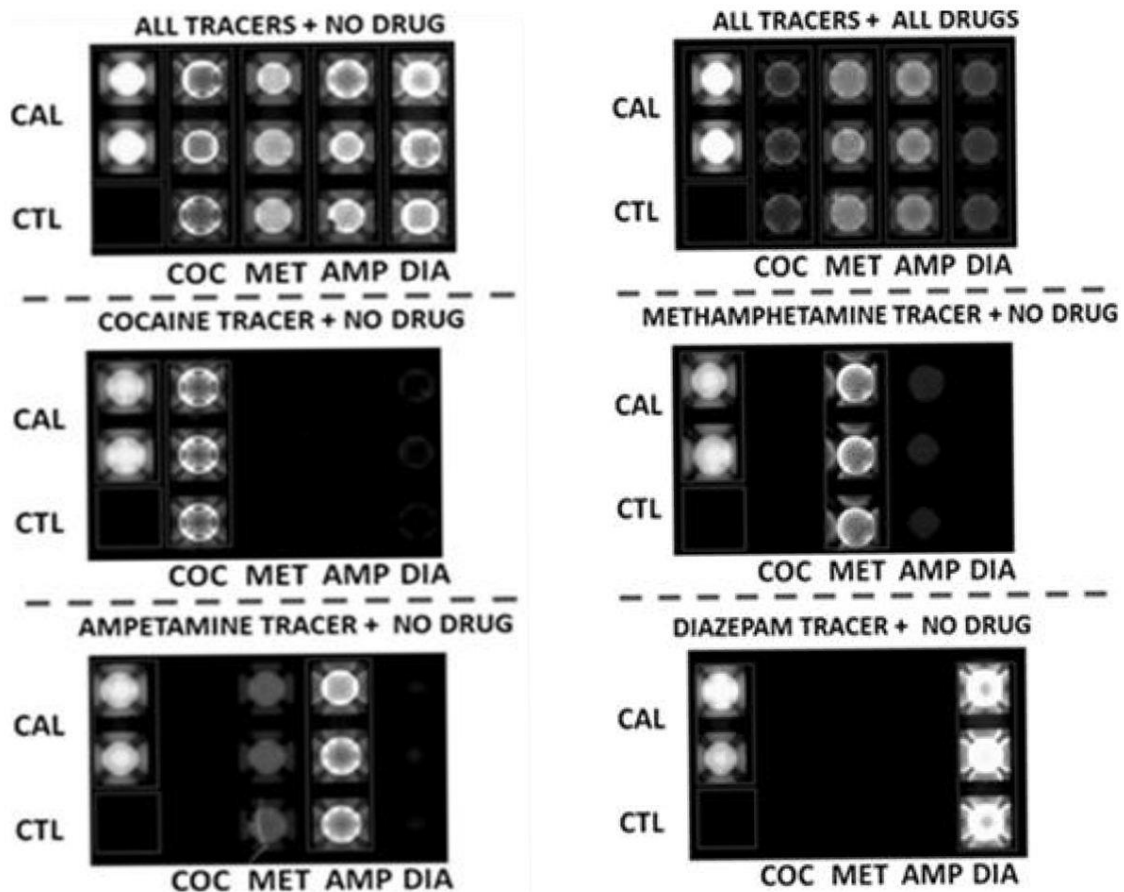 ALL TRACERS + NO DRUG
CAL
CTL
COC MET AMP DIA
ALL TRACERS + ALL DRUGS
CAL
CTL
COC MET AMP DIA
COCAINE TRACER + NO DRUG
CAL
CTL
COC MET AMP DIA
METHAMPHETAMINE TRACER + NO DRUG
CAL
CTL
COC MET AMP DIA
AMPETAMINE TRACER + NO DRUG
CAL
CTL
COC MET AMP DIA
DIAZEPAM TRACER + NO DRUG
CAL
CTL
COC MET AMP DIA